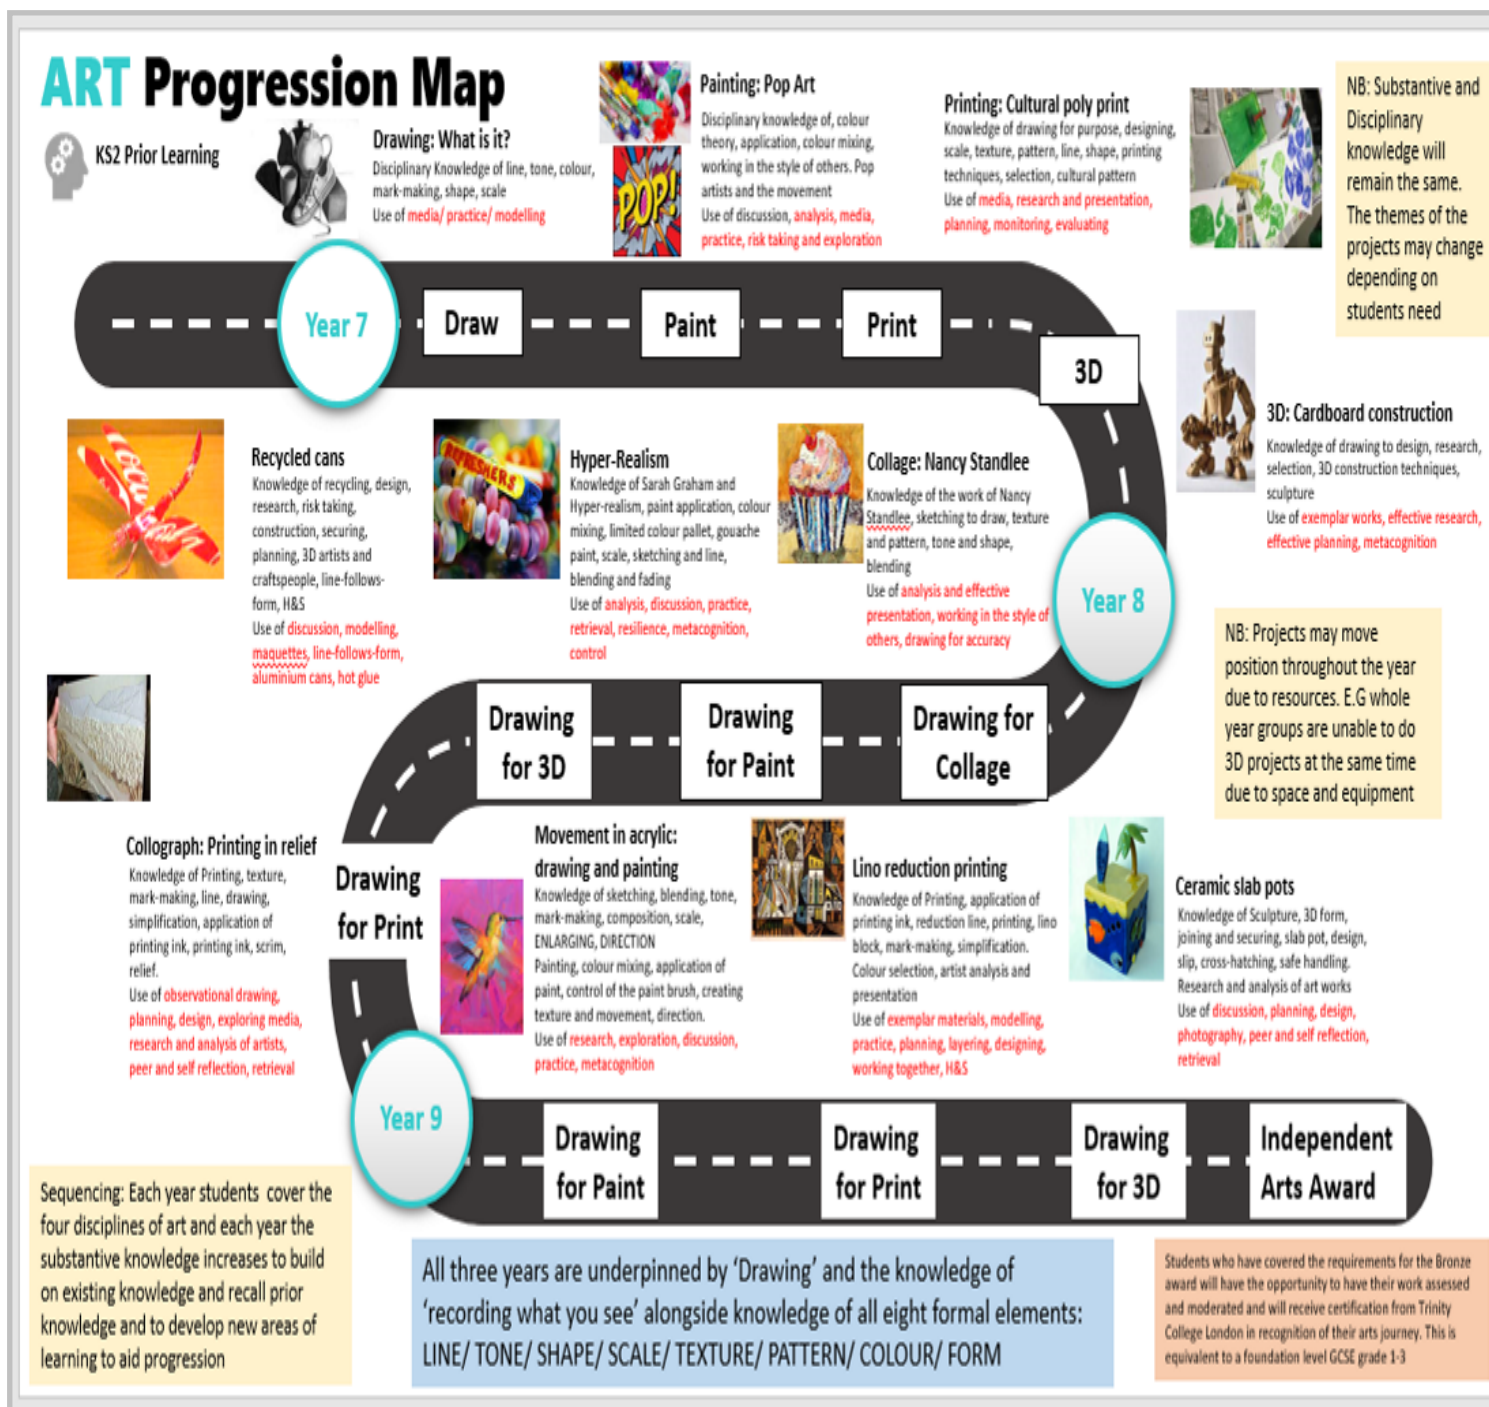 ART Progression Map
KS2 Prior Learning
Drawing: What is it?
Disciplinary Knowledge of line, tone, colour,
mark-making, shape, scale
Use of media/ practice/ modelling
POP!
Painting: Pop Art
Disciplinary knowledge of, colour
theory, application, colour mixing,
working in the style of others. Pop
artists and the movement
Use of discussion, analysis, media,
practice, risk taking and exploration
Printing: Cultural poly print
Knowledge of drawing for purpose, designing,
scale, texture, pattern, line, shape, printing
techniques, selection, cultural pattern
Use of media, research and presentation,
planning, monitoring, evaluating
NB: Substantive and
Disciplinary
knowledge will
remain the same.
The themes of the
projects may change
depending on
students need
Year 7
Draw
Paint
Print
3D
3D: Cardboard construction
Knowledge of drawing to design, research,
selection, 3D construction techniques,
sculpture
Use of exemplar works, effective research,
effective planning, metacognition
Recycled cans
Knowledge of recycling, design,
research, risk taking,
construction, securing,
planning, 3D artists and
craftspeople, line-follows-
form, H&S
Use of discussion, modelling,
maquettes, line-follows-form,
aluminium cans, hot glue
REFRESHERS
Hyper-Realism
Knowledge of Sarah Graham and
Hyper-realism, paint application, colour
mixing, limited colour pallet, gouache
paint, scale, sketching and line,
blending and fading
Use of analysis, discussion, practice,
retrieval, resilience, metacognition,
control
Collage: Nancy Standlee
Knowledge of the work of Nancy
Standlee, sketching to draw, texture
and pattern, tone and shape,
blending
Use of analysis and effective
presentation, working in the style of
others, drawing for accuracy
Year 8
NB: Projects may move
position throughout the year
due to resources. E.G whole
year groups are unable to do
3D projects at the same time
due to space and equipment
Drawing
for 3D
Drawing
for Paint
Drawing for
Collage
Collograph: Printing in relief
Knowledge of Printing, texture,
mark-making, line, drawing,
simplification, application of
printing ink, printing ink, scrim,
relief.
Use of observational drawing,
planning, design, exploring media,
research and analysis of artists,
peer and self reflection, retrieval
Drawing
for Print
Movement in acrylic:
drawing and painting
Knowledge of sketching, blending, tone,
mark-making, composition, scale,
ENLARGING, DIRECTION
Painting, colour mixing, application of
paint, control of the paint brush, creating
texture and movement, direction.
Use of research, exploration, discussion,
practice, metacognition
Lino reduction printing
Knowledge of Printing, application of
printing ink, reduction line, printing, lino
block, mark-making, simplification.
Colour selection, artist analysis and
presentation
Use of exemplar materials, modelling,
practice, planning, layering, designing,
working together, H&S
Ceramic slab pots
Knowledge of Sculpture, 3D form,
joining and securing, slab pot, design,
slip, cross-hatching, safe handling.
Research and analysis of art works
Use of discussion, planning, design,
photography, peer and self reflection,
retrieval
Year 9
Drawing
for Paint
Drawing
for Print
Drawing
for 3D
Independent
Arts Award
Sequencing: Each year students cover the
four disciplines of art and each year the
substantive knowledge increases to build
on existing knowledge and recall prior
knowledge and to develop new areas of
learning to aid progression
All three years are underpinned by ‘Drawing’ and the knowledge of
‘recording what you see’ alongside knowledge of all eight formal elements:
LINE/ TONE/ SHAPE/ SCALE/ TEXTURE/ PATTERN/ COLOUR/ FORM
Students who have covered the requirements for the Bronze
award will have the opportunity to have their work assessed
and moderated and will receive certification from Trinity
College London in recognition of their arts journey. This is
equivalent to a foundation level GCSE grade 1-3